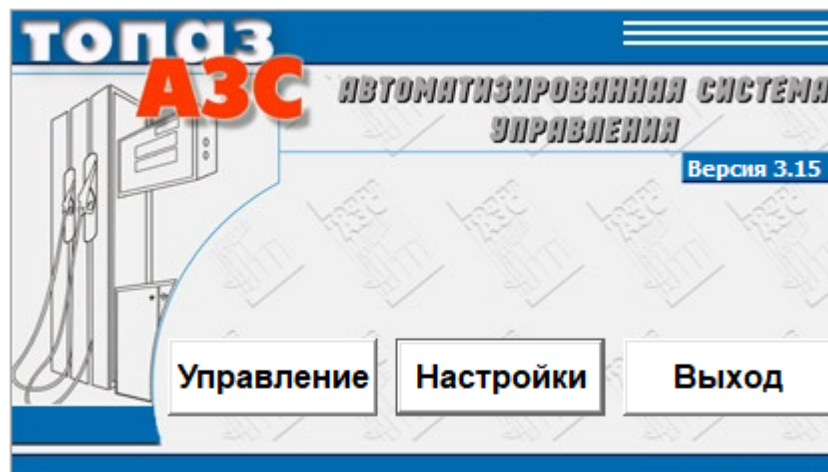 топаз
АЗС
АВТОМАТИЗИРОВАННАЯ СИСТЕМА
УПРАВЛЕНИЯ
Версия 3.15
Управление
Настройки
Выход